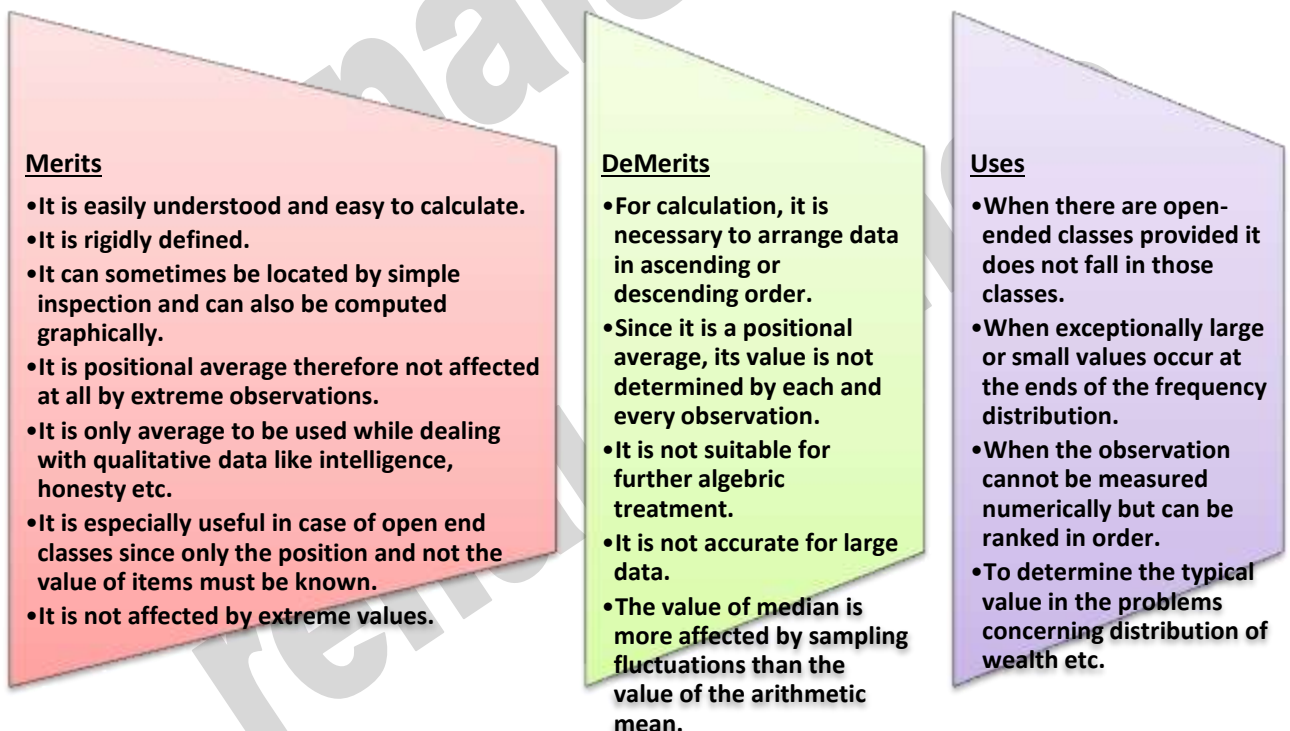 Merits
•It is easily understood and easy to calculate.
•It is rigidly defined.
•It can sometimes be located by simple
inspection and can also be computed
graphically.
•It is positional average therefore not affected
at all by extreme observations.
•It is only average to be used while dealing
with qualitative data like intelligence,
honesty etc.
•It is especially useful in case of open end
classes since only the position and not the
value of items must be known.
•It is not affected by extreme values.
DeMerits
•For calculation, it is
necessary to arrange data
in ascending or
descending order.
•Since it is a positional
average, its value is not
determined by each and
every observation.
•It is not suitable for
further algebric
treatment.
•It is not accurate for large
data.
•The value of median is
more affected by sampling
fluctuations than the
value of the arithmetic
mean.
Uses
•When there are open-
ended classes provided it
does not fall in those
classes.
•When exceptionally large
or small values occur at
the ends of the frequency
distribution.
•When the observation
cannot be measured
numerically but can be
ranked in order.
•To determine the typical
value in the problems
concerning distribution of
wealth etc.